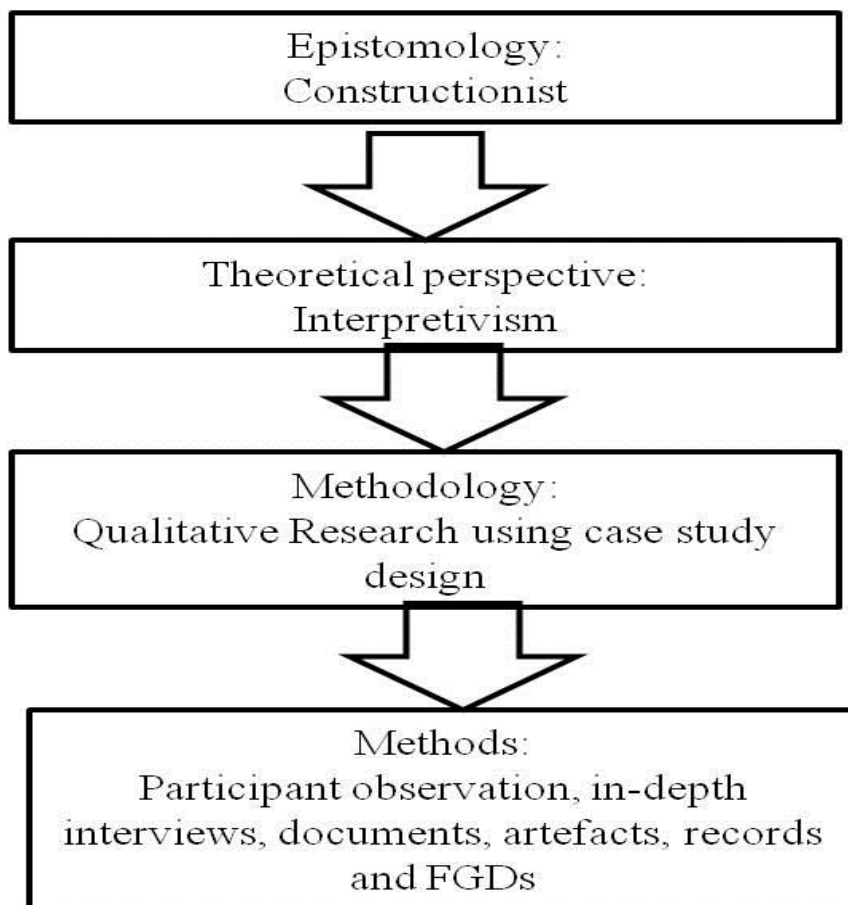 Epistomology:
Constructionist
Theoretical perspective:
Interpretivism
Methodology:
Qualitative Research using case study
design
Methods:
Participant observation, in-depth
interviews, documents, artefacts, records
and FGDs